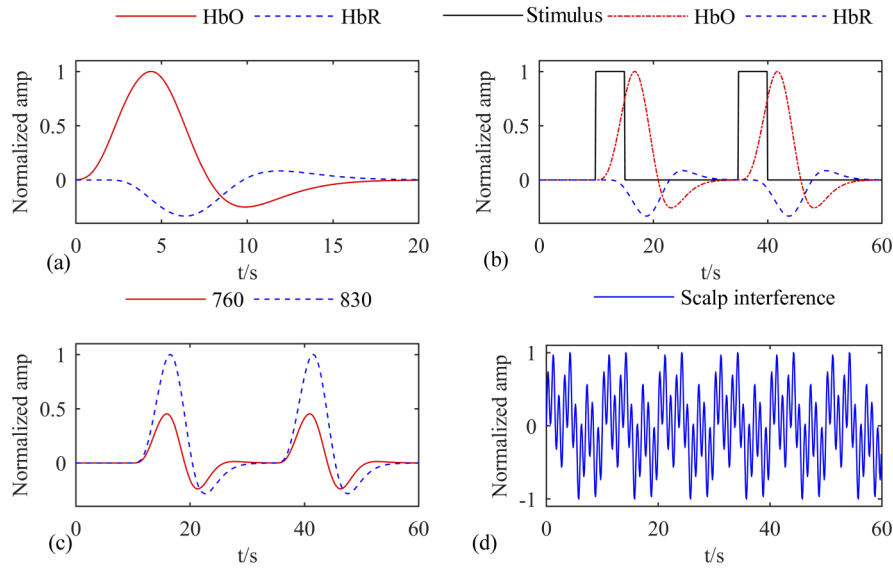 HbO HbR
Stimulus HbO HbR
Normalized amp
1
0.5
0
0 5 10 15 20
t/s
(a)
Normalized amp
1
0.5
0
0 20 40 60
t/s
(b)
760 830
Normalized amp
1
0.5
0
0 20 40 60
t/s
(c)
Scalp interference
Normalized amp
1
0
-1
0 20 40 60
t/s
(d)